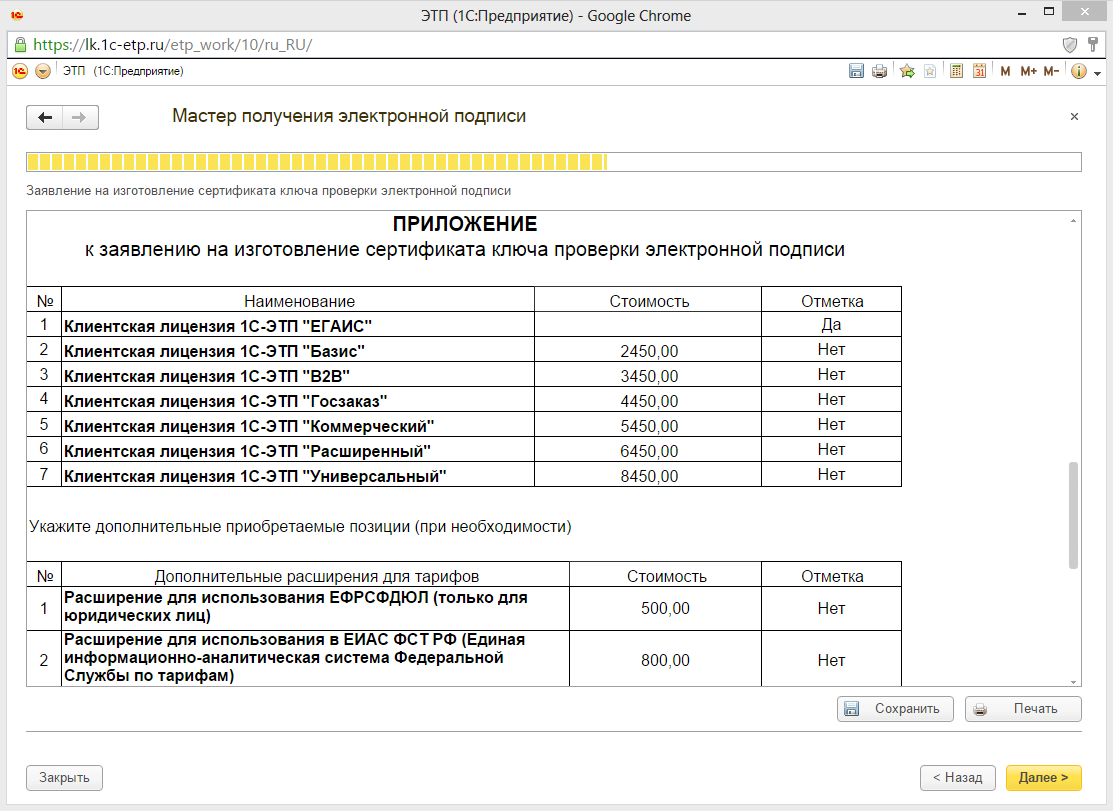 ЭТП (1С:Предприятие) - Google Chrome
https://lk.1c-etp.ru/etp_work/10/ru_RU/
ЭТП (1С:Предприятие)
31 M M+ M-
Мастер получения электронной подписи
Заявление на изготовление сертификата ключа проверки электронной подписи
ПРИЛОЖЕНИЕ
к заявлению на изготовление сертификата ключа проверки электронной подписи
№ Наименование Стоимость Отметка
1 Клиентская лицензия 1С-ЭТП "ЕГАИС" Да
2 Клиентская лицензия 1С-ЭТП "Базис" 2450,00 Нет
3 Клиентская лицензия 1С-ЭТП "B2B" 3450,00 Нет
4 Клиентская лицензия 1С-ЭТП "Госзаказ" 4450,00 Нет
5 Клиентская лицензия 1С-ЭТП "Коммерческий" 5450,00 Нет
6 Клиентская лицензия 1С-ЭТП "Расширенный" 6450,00 Нет
7 Клиентская лицензия 1С-ЭТП "Универсальный" 8450,00 Нет
Укажите дополнительные приобретаемые позиции (при необходимости)
№ Дополнительные расширения для тарифов Стоимость Отметка
1 Расширение для использования ЕФРСФДЮЛ (только для
юридических лиц) 500,00 Нет
Расширение для использования в ЕИАС ФСТ РФ (Единая
2 информационно-аналитическая система Федеральной 800,00 Нет
Службы по тарифам)
Сохранить Печать
Закрыть < Назад Далее >